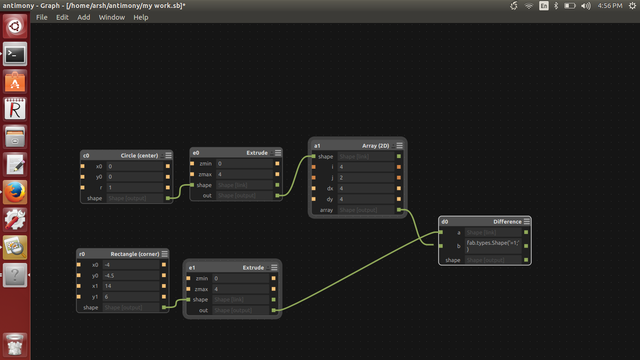 antimony - Graph - [/home/arsh/antimony/my work.sb]*
En
4:56 PM
File Edit Add Window Help
c0 Circle (center)
x0 0
y0 0
r 1
shape Shape [output]
e0 Extrude
zmin 0
zmax 4
shape Shape [link]
out Shape [output]
a1 Array (2D)
shape Shape [link]
i 4
j 2
dx 4
dy 4
array Shape [output]
d0 Difference
a Shape [link]
b fab.types.Shape('=1;'
)
shape Shape [output]
r0 Rectangle (corner)
x0 -4
y0 -4.5
x1 14
y1 6
shape Shape [output]
e1 Extrude
zmin 0
zmax 4
shape Shape [link]
out Shape [output]